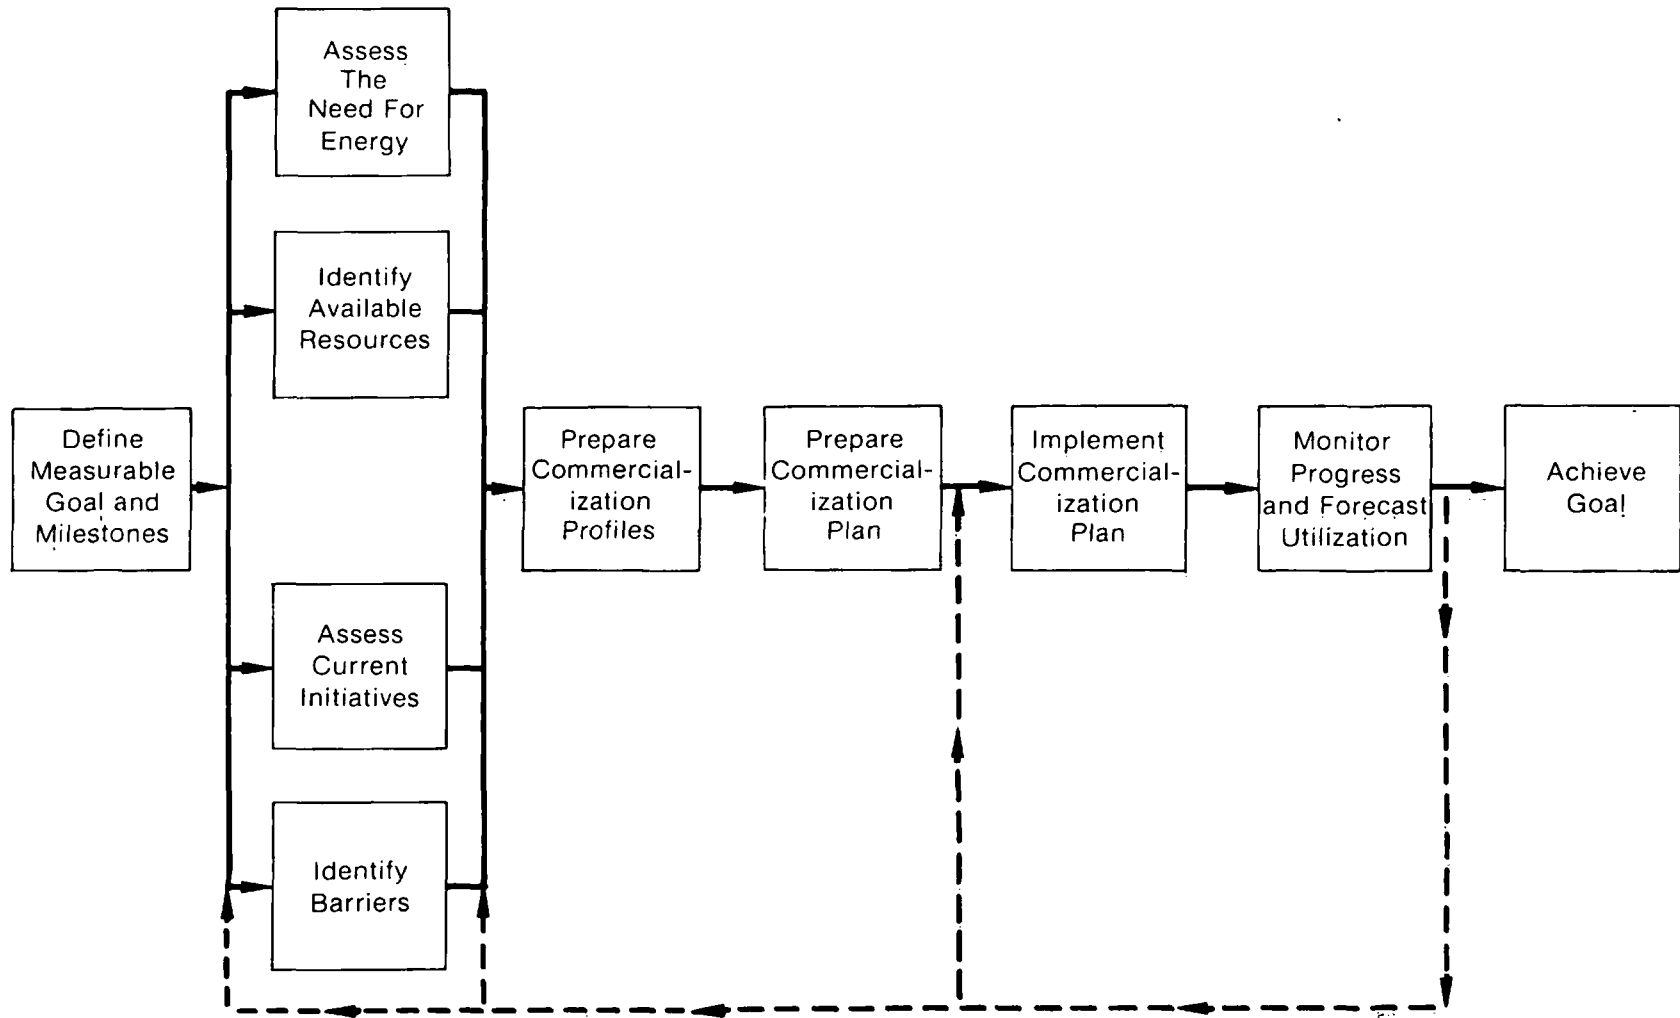 Assess
The
Need For
Energy
Identify
Available
Resources
Define
Measurable
Goal and
Milestones
Prepare
Commercial-
ization
Profiles
Prepare
Commercial-
ization
Plan
Implement
Commercial-
ization
Plan
Monitor
Progress
and Forecast
Utilization
Achieve
Goal
Assess
Current
Initiatives
Identify
Barriers